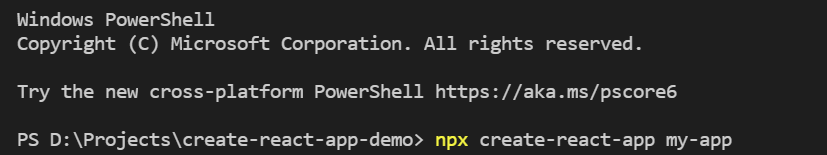 Windows PowerShell
Copyright (C) Microsoft Corporation. All rights reserved.
Try the new cross-platform PowerShell https://aka.ms/pscore6
PS D:\Projects\create-react-app-demo> npx create-react-app my-app